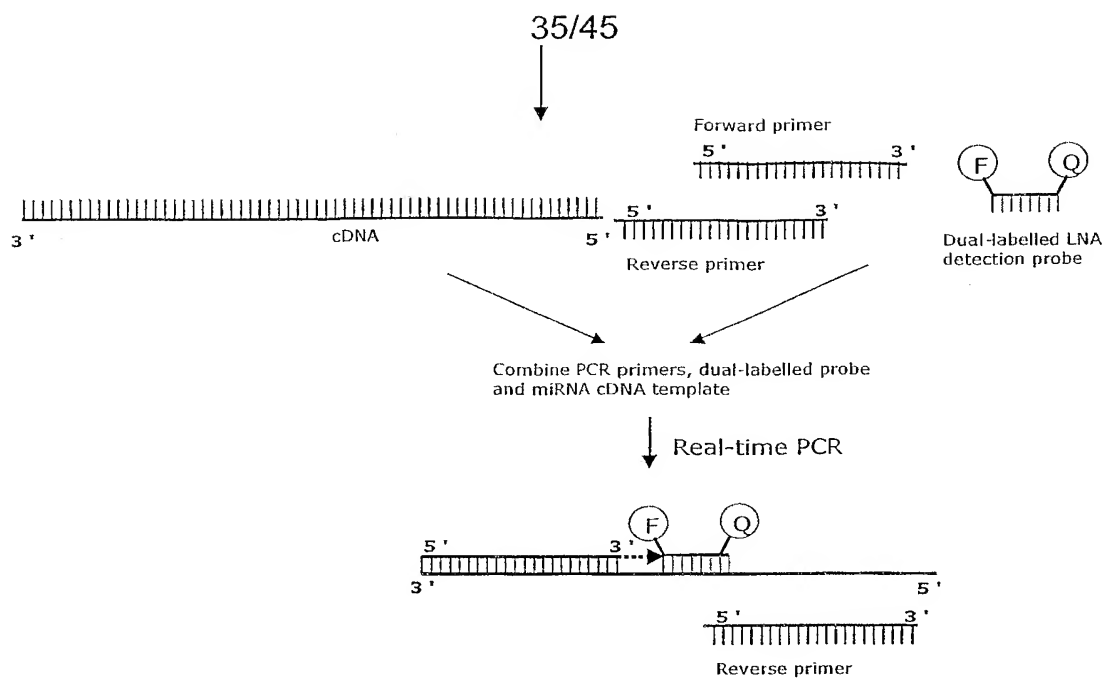 35/45
Forward primer
5 ' 3 '
F Q
3 ' cDNA 5 '
5 ' 3 '
Reverse primer
Dual-labelled LNA
detection probe
Combine PCR primers, dual-labelled probe
and miRNA cDNA template
Real-time PCR
F Q
5 ' 3 '
3 ' 5 '
5 ' 3 '
Reverse primer